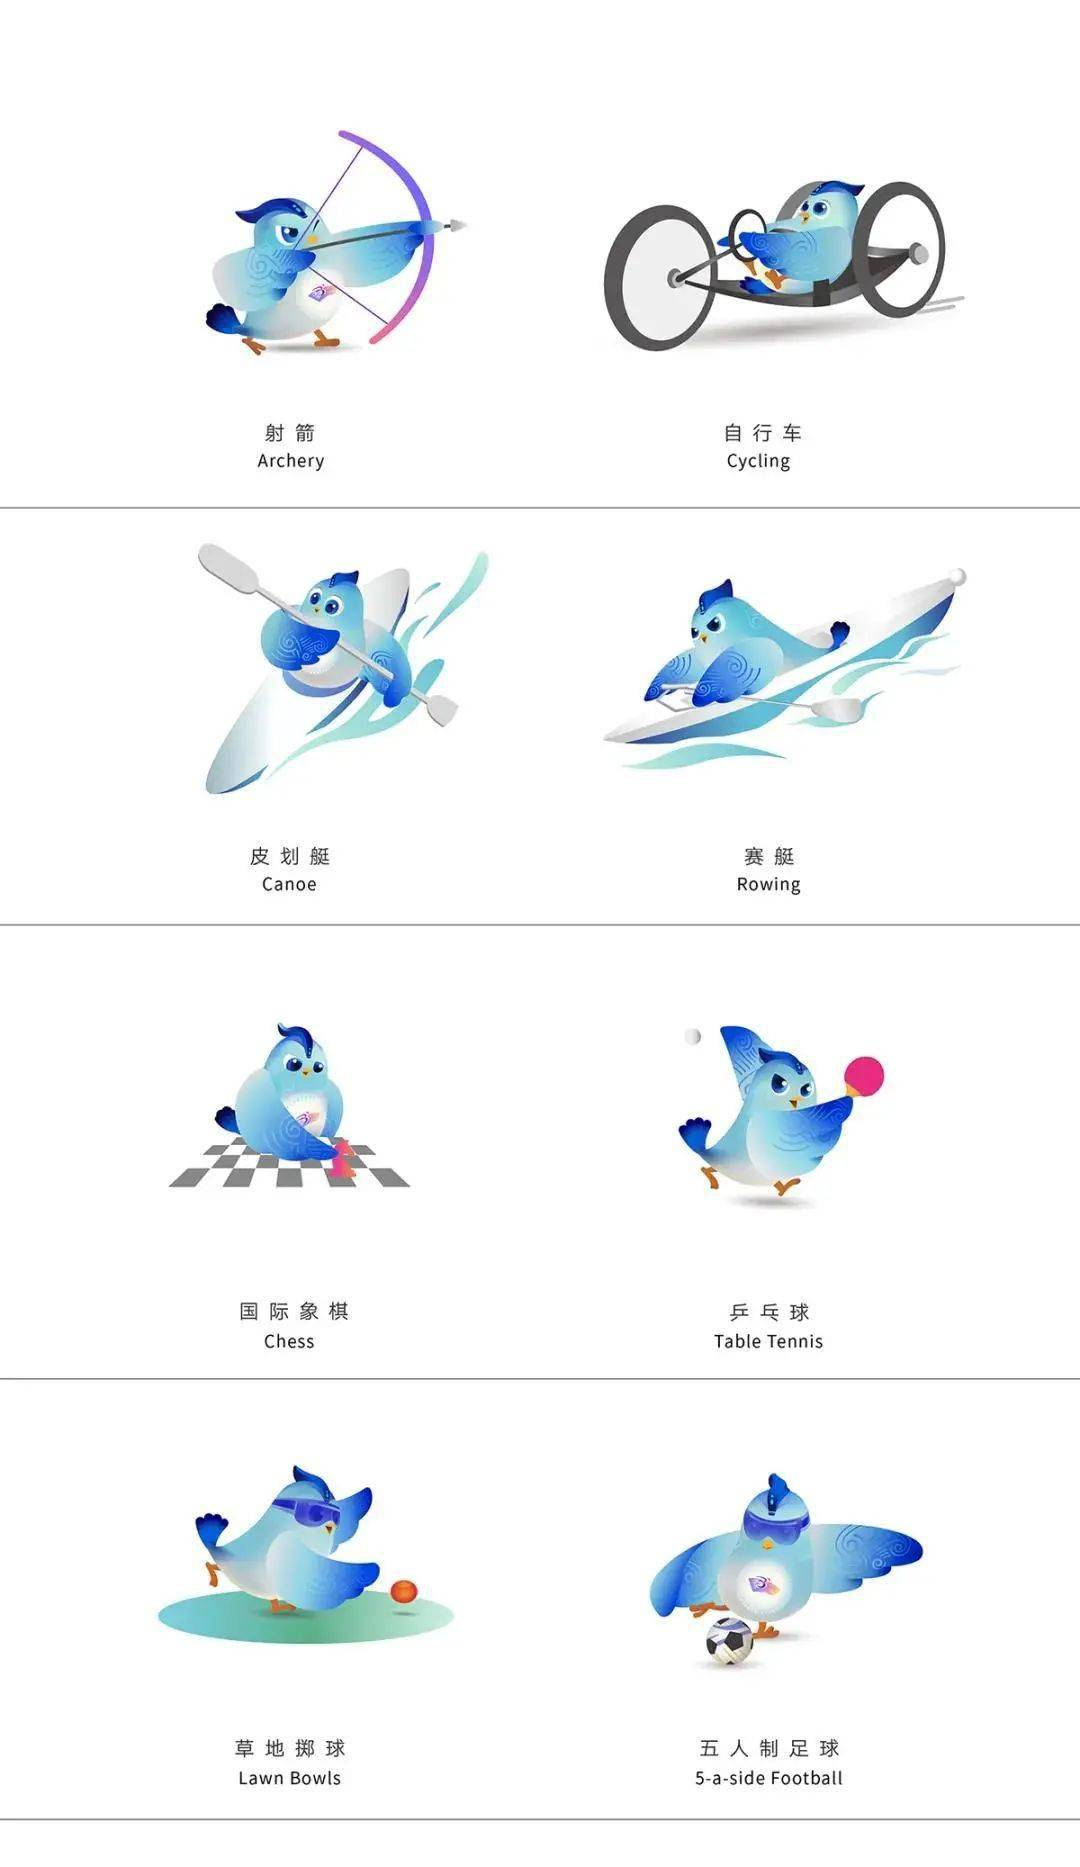 射箭
Archery
自行车
Cycling
皮划艇
Canoe
赛艇
Rowing
国际象棋
Chess
乒乓球
Table Tennis
草地掷球
Lawn Bowls
五人制足球
5-a-side Football